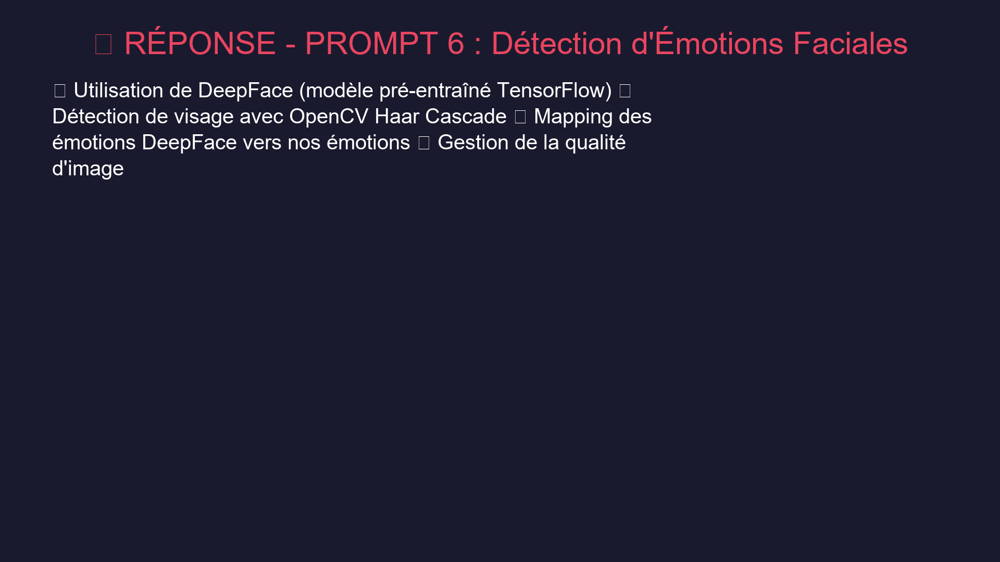 □ RÉPONSE - PROMPT 6 : Détection d'Émotions Faciales
□ Utilisation de DeepFace (modèle pré-entraîné TensorFlow) □
Détection de visage avec OpenCV Haar Cascade □ Mapping des
émotions DeepFace vers nos émotions □ Gestion de la qualité
d'image